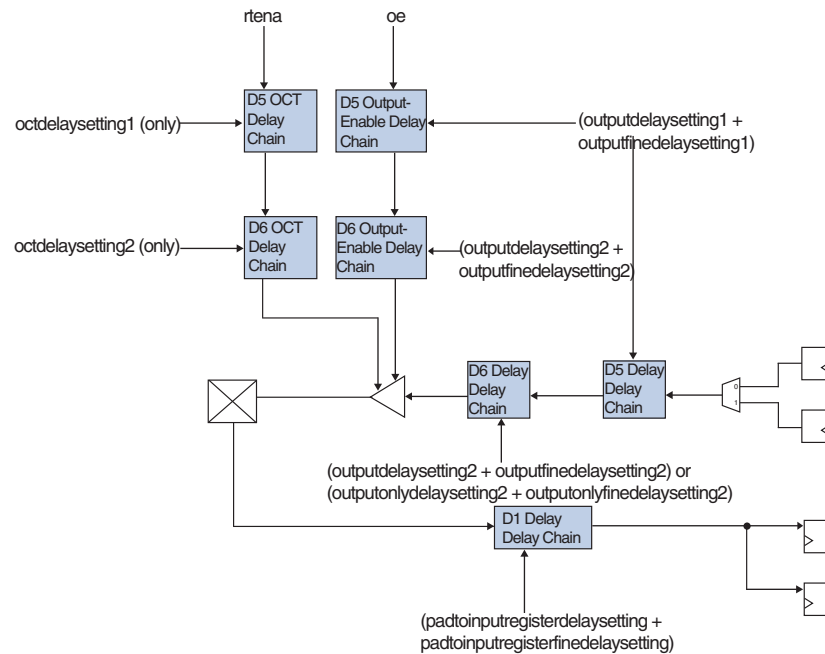 rtena
oe
D5 OCT
Delay
Chain
D5 Output-
Enable Delay
Chain
octdelaysetting1 (only)
(outputdelaysetting1 +
outputfinedelaysetting1)
D6 OCT
Delay
Chain
D6 Output-
Enable Delay
Chain
octdelaysetting2 (only)
(outputdelaysetting2 +
outputfinedelaysetting2)
D6 Delay
Delay
Chain
D5 Delay
Delay
Chain
0
1
(outputdelaysetting2 + outputfinedelaysetting2) or
(outputonlydelaysetting2 + outputonlyfinedelaysetting2)
D1 Delay
Delay Chain
(padtoinputregisterdelaysetting +
padtoinputregisterfinedelaysetting)